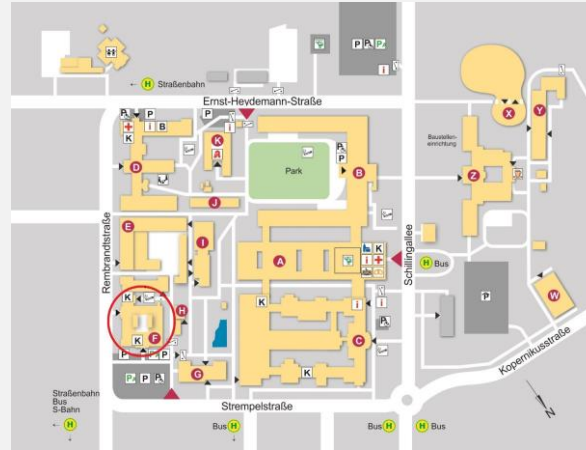 P P P
H Straßenbahn
i
Ernst-Heydemann-Straße
P P
i B
K
i
X
Y
D
P
P
Park
B
Baustellen-
einrichtung
Z
J
E
I
Rembrandtstraße
A
K
i
Schillingallee
H Bus
P
K
H
K
i
i
P
W
F
K
C
P P P
P P
G
K
Kopernikusstraße
N
Strempelstraße
Straßenbahn
Bus
S-Bahn
H
Bus H
Bus H
H Bus